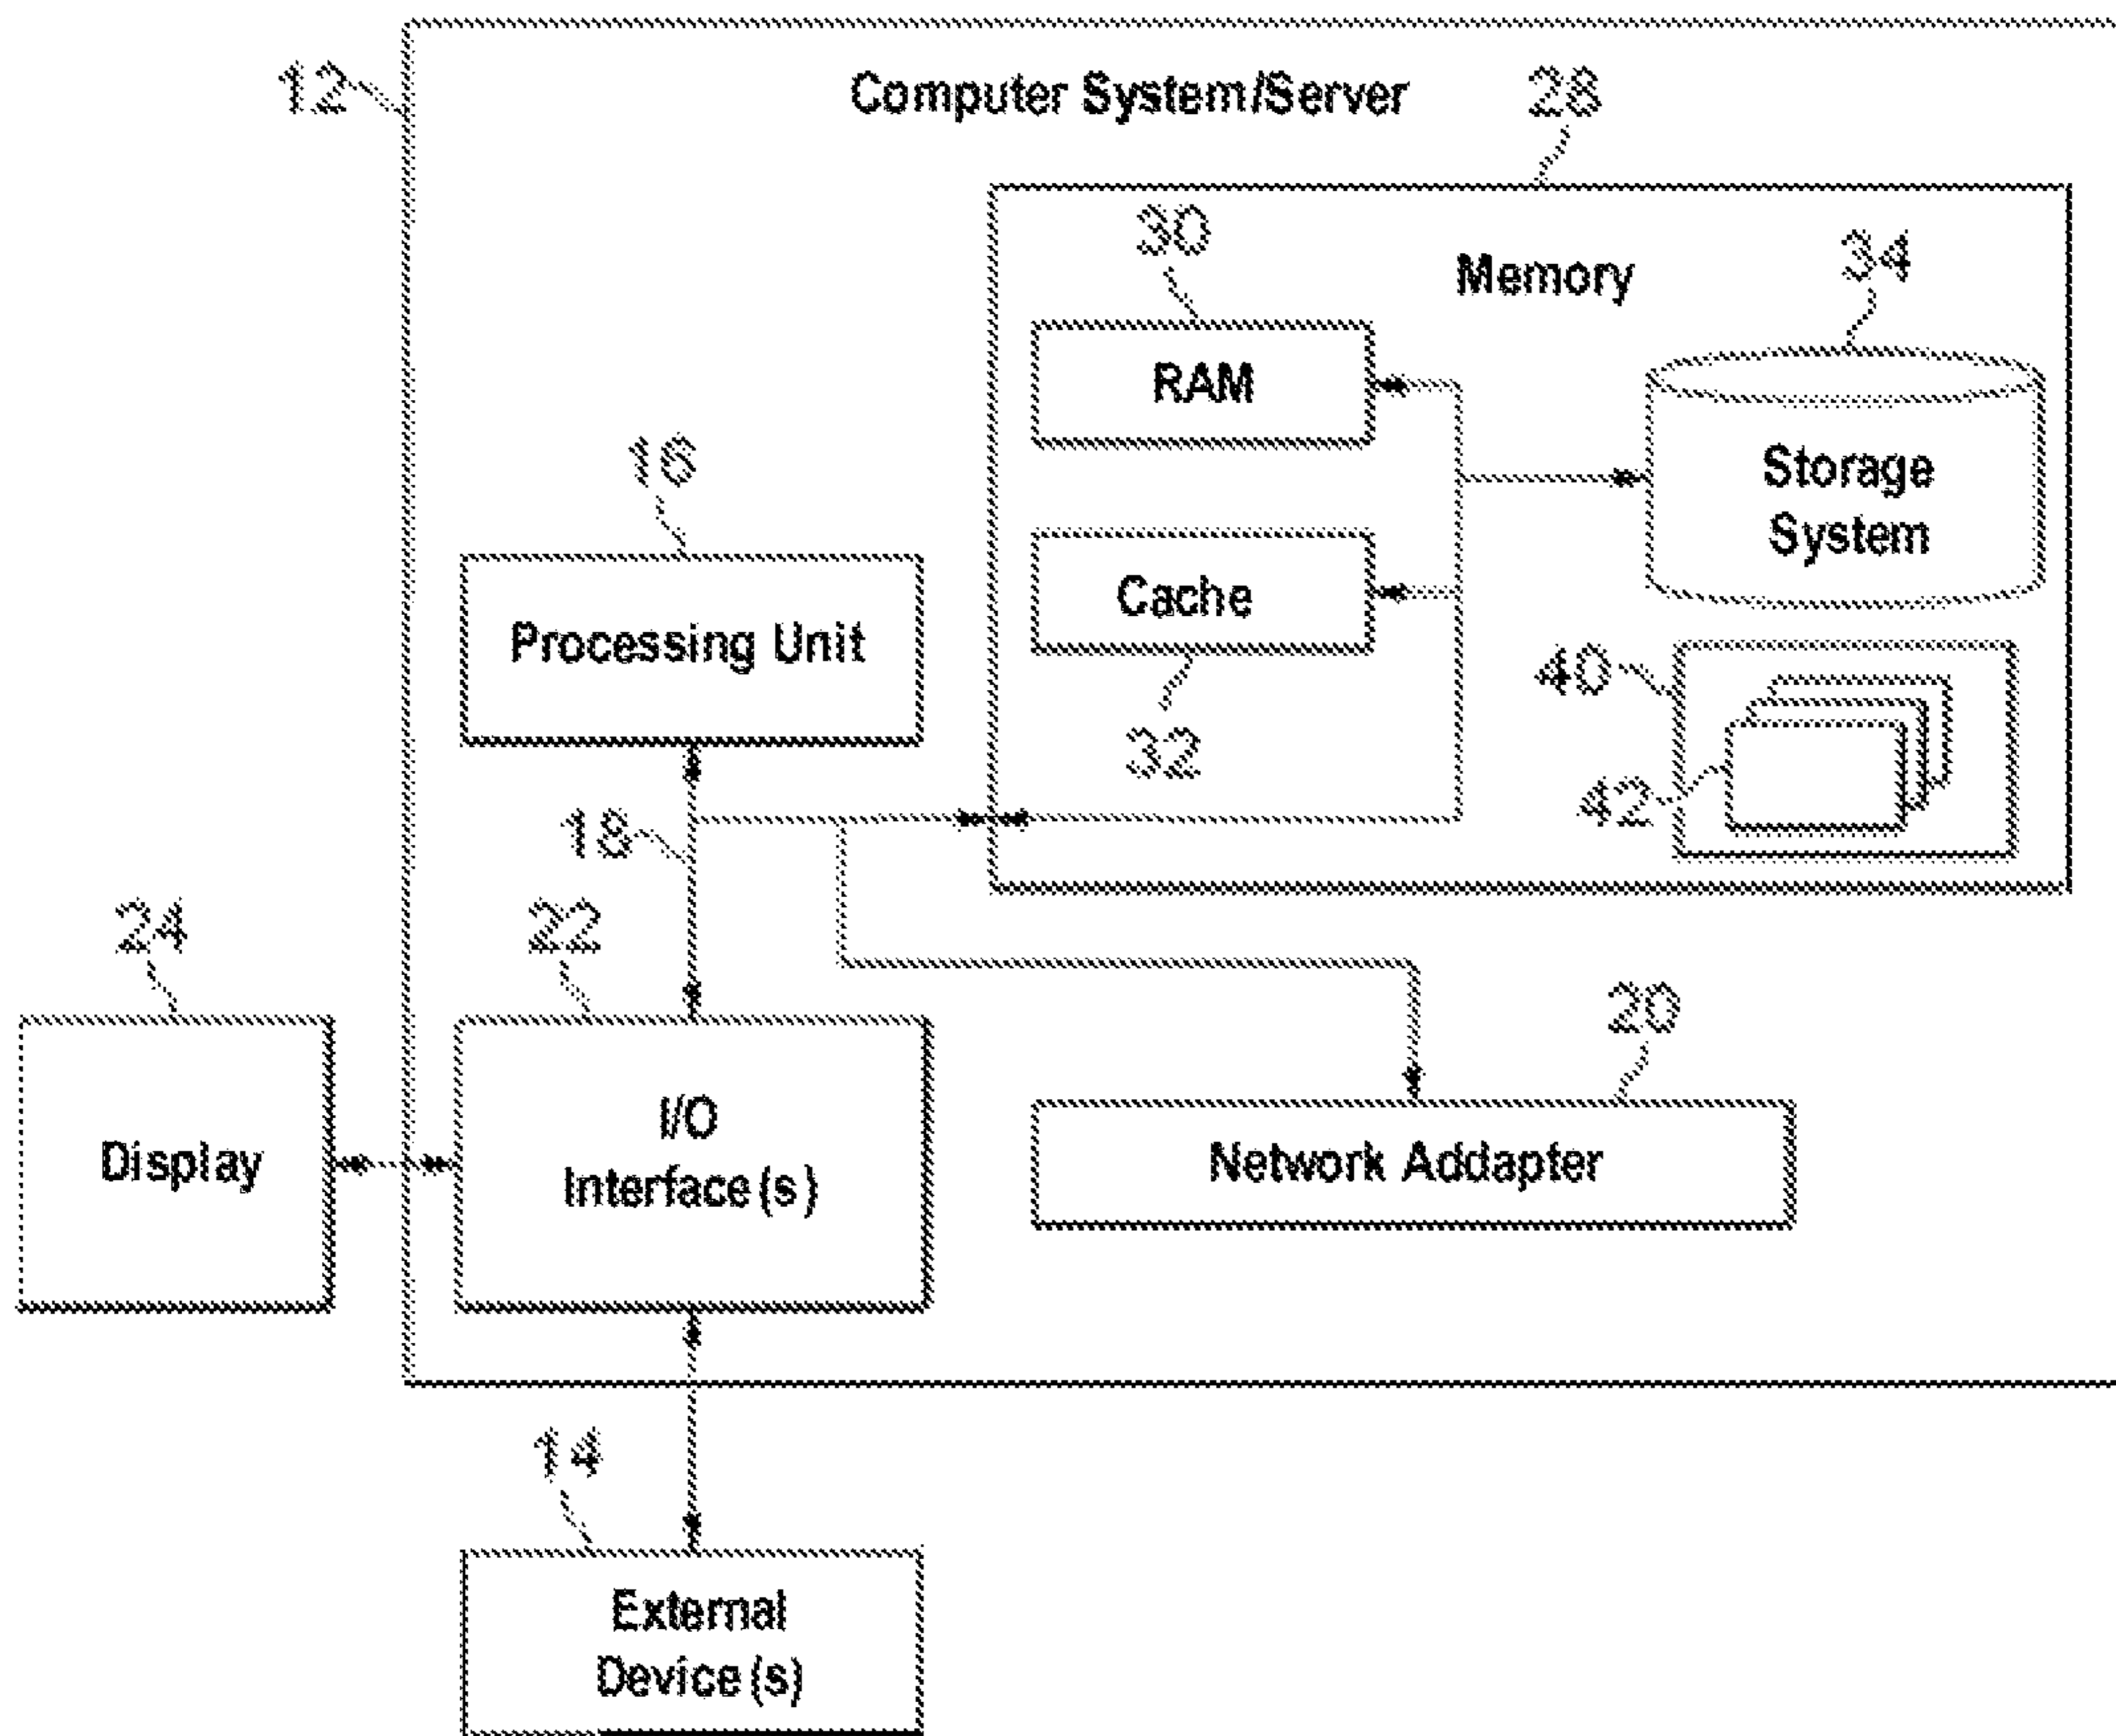 12
Computer System/Server
28
30
Memory
34
RAM
16
Storage
System
Cache
Processing Unit
40
32
42
18
24
22
20
I/O
Interface(s)
Display
Network Addapter
14
External
Device(s)